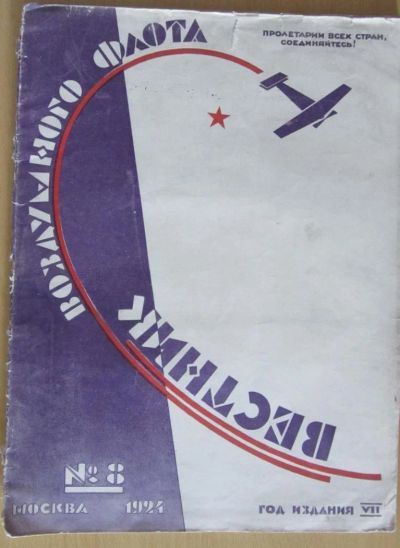 ПРОЛЕТАРИИ ВСЕХ СТРАН,
СОЕДИНЯЙТЕСЬ!
ВЕСТНИК
ВОЗДУШНОГО ФЛОТА
№ 8
МОСКВА 1924
ГОД ИЗДАНИЯ VII